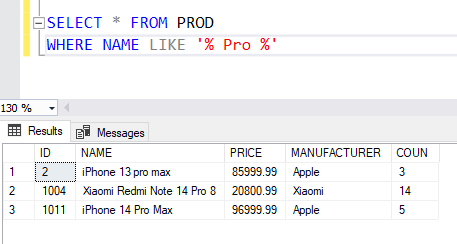 SELECT * FROM PROD
WHERE NAME LIKE '% Pro %'
130 %
Results Messages
ID NAME PRICE MANUFACTURER COUN
1 2 iPhone 13 pro max 85999.99 Apple 3
2 1004 Xiaomi Redmi Note 14 Pro 8 20800.99 Xiaomi 14
3 1011 iPhone 14 Pro Max 96999.99 Apple 5